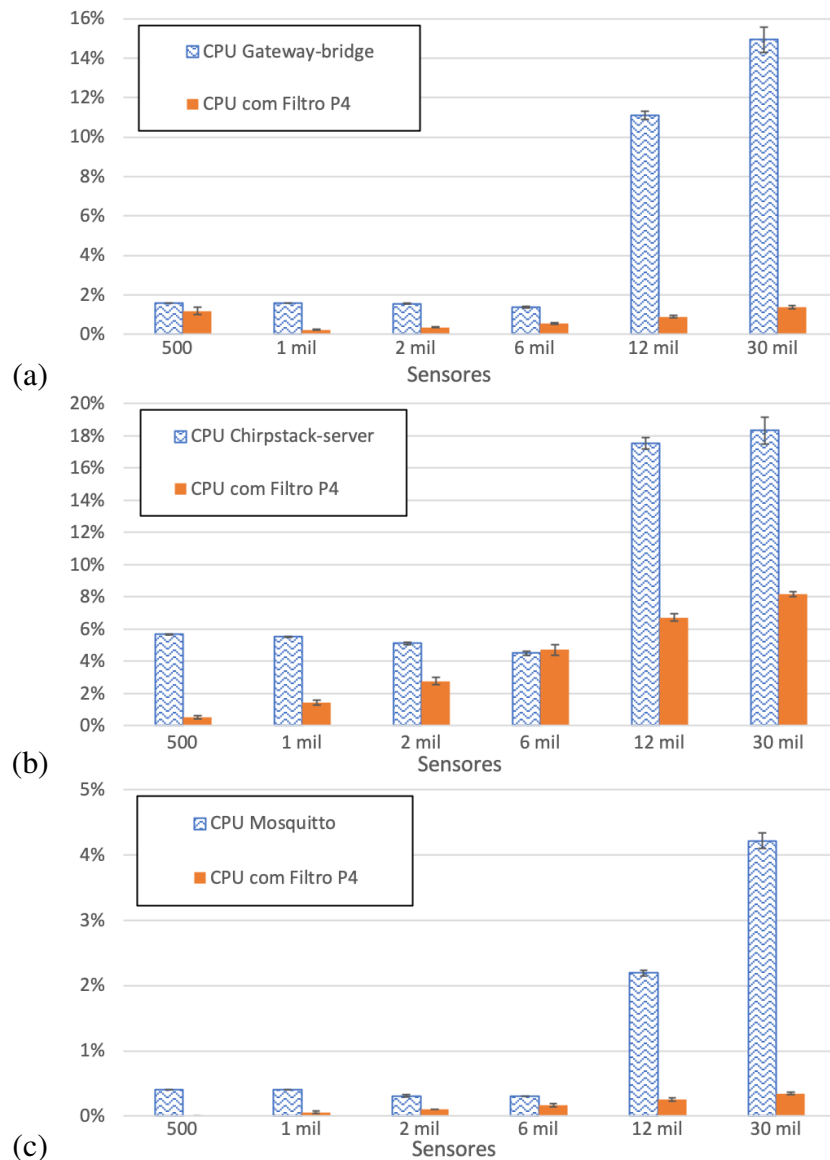 16%
14%
12%
10%
8%
6%
4%
2%
0%
CPU Gateway-bridge
CPU com Filtro P4
500 1 mil 2 mil 6 mil 12 mil 30 mil
Sensores
(a)
20%
18%
16%
14%
12%
10%
8%
6%
4%
2%
0%
CPU Chirpstack-server
CPU com Filtro P4
500 1 mil 2 mil 6 mil 12 mil 30 mil
Sensores
(b)
5%
4%
3%
2%
1%
0%
CPU Mosquitto
CPU com Filtro P4
500 1 mil 2 mil 6 mil 12 mil 30 mil
Sensores
(c)